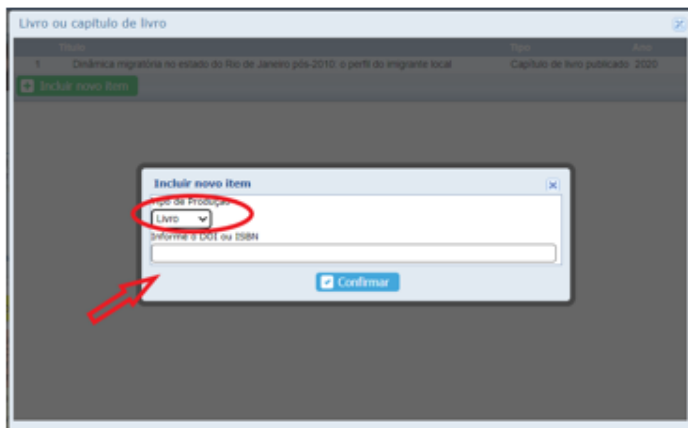 Livro ou capítulo de livro
Título Tipo Ano
1 Dinâmica migratória no estado do Rio de Janeiro pós-2010: o perfil do imigrante local Capítulo de livro publicado 2020
Incluir novo item
Incluir novo item
Tipo de Produção
Livro
Informe o DOI ou ISBN
Confirmar